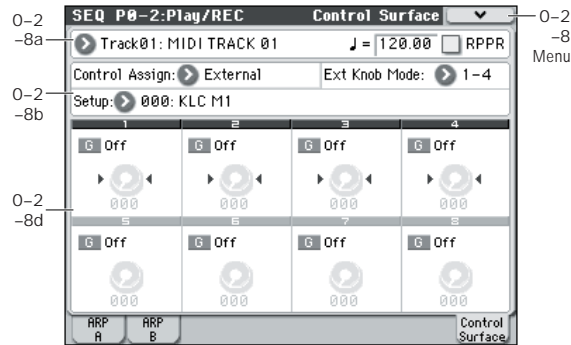 SEQ P0-2:Play/REC Control Surface
0-2
-8a
0-2
-8
Menu
Track01: MIDI TRACK 01 ♩= 120.00 RPPR
Control Assign: External Ext Knob Mode: 1-4
0-2
-8b
Setup: 000: KLC M1
1 2 3 4
G Off G Off G Off G Off
000 000 000 000
0-2
-8d
5 6 7 8
G Off G Off G Off G Off
000 000 000 000
ARP A
ARP B
Control Surface